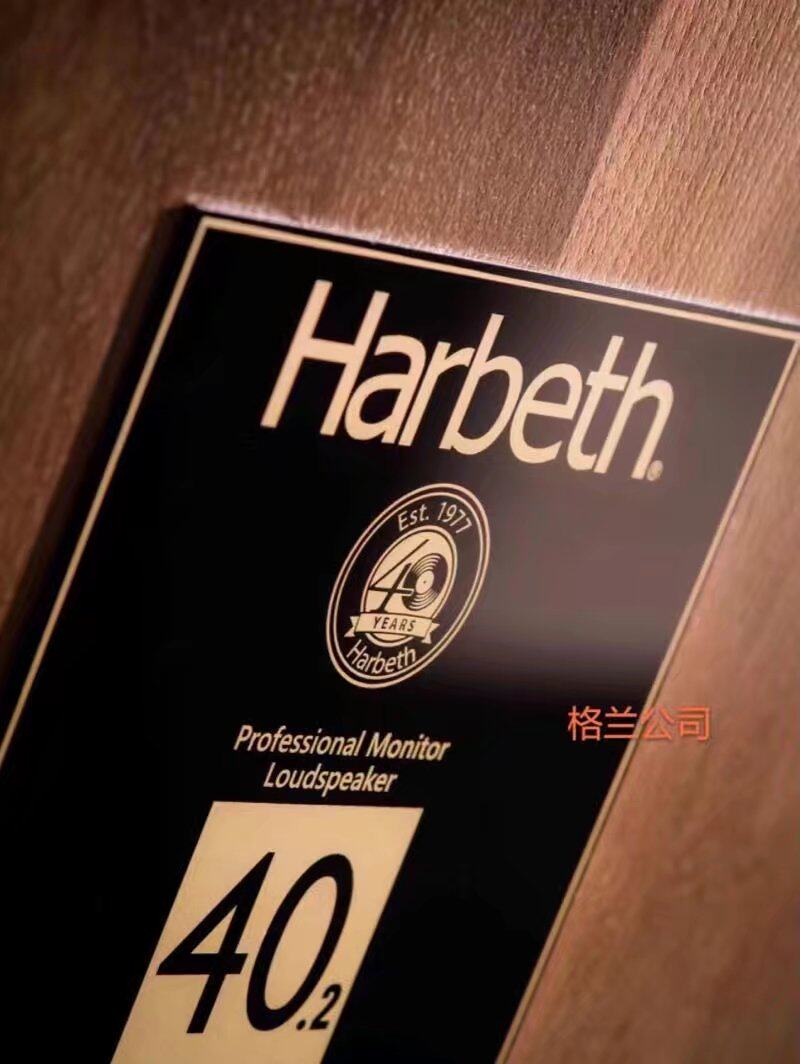 Harbeth®
Est. 1977
40
YEARS
Harbeth
格兰公司
Professional Monitor
Loudspeaker
40.2